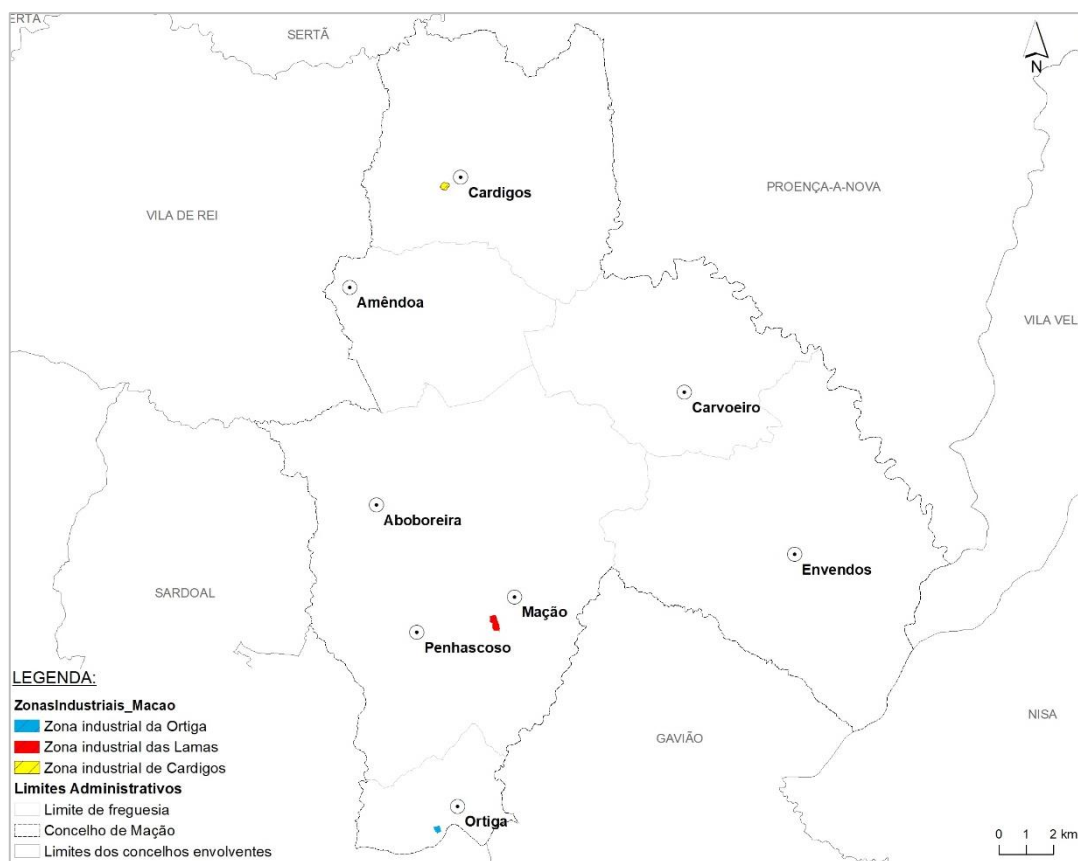 ERTÃ
SERTÃ
N
Cardigos
PROENÇA-A-NOVA
VILA DE REI
Amêndoa
VILA VEL
Carvoeiro
Aboboreira
Envendos
SARDOAL
Mação
Penhascoso
LEGENDA:
ZonasIndustriais_Macao
Zona industrial da Ortiga
Zona industrial das Lamas
Zona industrial de Cardigos
Limites Administrativos
Limite de freguesia
Concelho de Mação
Limites dos concelhos envolventes
NISA
GAVIÃO
Ortiga
0 1 2 km